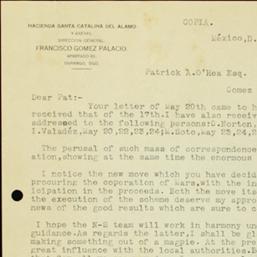 HACIENDA SANTA CATALINA DEL ALAMO
Y ANEXAS.
DIRECCION GENERAL.
FRANCISCO GOMEZ PALACIO.
APARTADO 83
DURANGO, DGO.
COPIA.
México, D.
Patrick A.O'Hea Esq.
Gomez
Dear Pat:-
Your letter of May 20th came to h
received that of the 17th. I have also receiv
addressed to the following persons: C. Horten,
I. Valadéz, May 20,22,23,24, M. Soto, May 23, 24, 2
The perusal of such mass of correspondence
ation, showing at the same time the enormous
I notice the new move which you have decid
procuring the coperation of Mars, with the in
icipation in the proceeds. Both the move its
the execution of the scheme deserve my appro
news of the good results which are sure to c
I hope the N-E team will work in harmony un
guidance. As regards the latter, I shall be gl
making something out of a magpie. At the pre
great influence with the local authorities. B